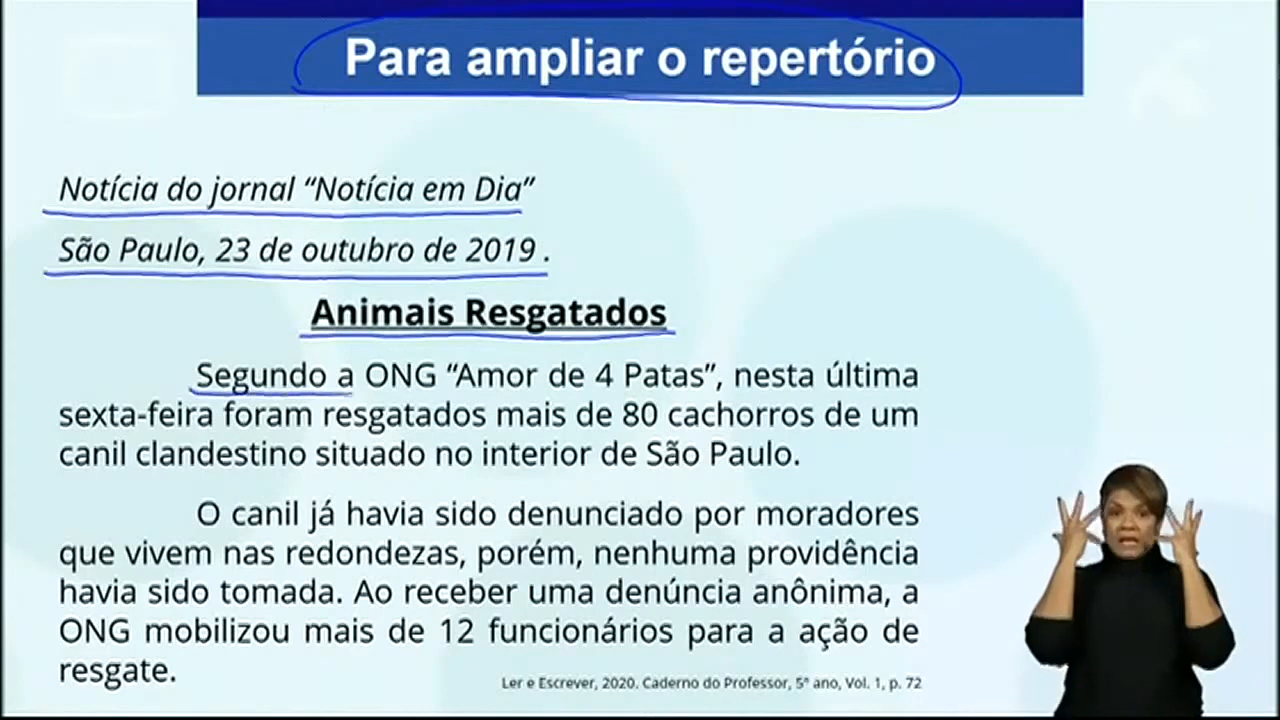 Para ampliar o repertório
Notícia do jornal “Notícia em Dia”
São Paulo, 23 de outubro de 2019 .
Animais Resgatados
Segundo a ONG “Amor de 4 Patas”, nesta última
sexta-feira foram resgatados mais de 80 cachorros de um
canil clandestino situado no interior de São Paulo.
O canil já havia sido denunciado por moradores
que vivem nas redondezas, porém, nenhuma providência
havia sido tomada. Ao receber uma denúncia anônima, a
ONG mobilizou mais de 12 funcionários para a ação de
resgate.
Ler e Escrever, 2020. Caderno do Professor, 5º ano, Vol. 1, p. 72